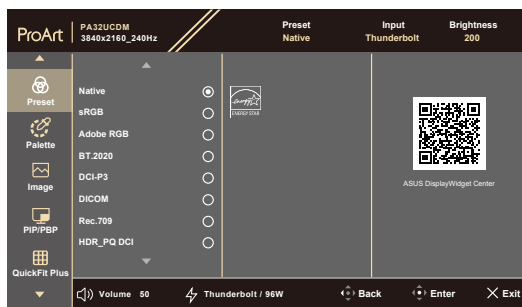 ProArt
PA32UCDM
3840x2160_240Hz
Preset
Native
Input
Thunderbolt
Brightness
200
Preset
Palette
Image
PIP/PBP
QuickFit Plus
Native
sRGB
Adobe RGB
BT.2020
DCI-P3
DICOM
Rec.709
HDR_PQ DCI
energy
ENERGY STAR
ASUS DisplayWidget Center
Volume 50
Thunderbolt / 96W
Back
Enter
Exit